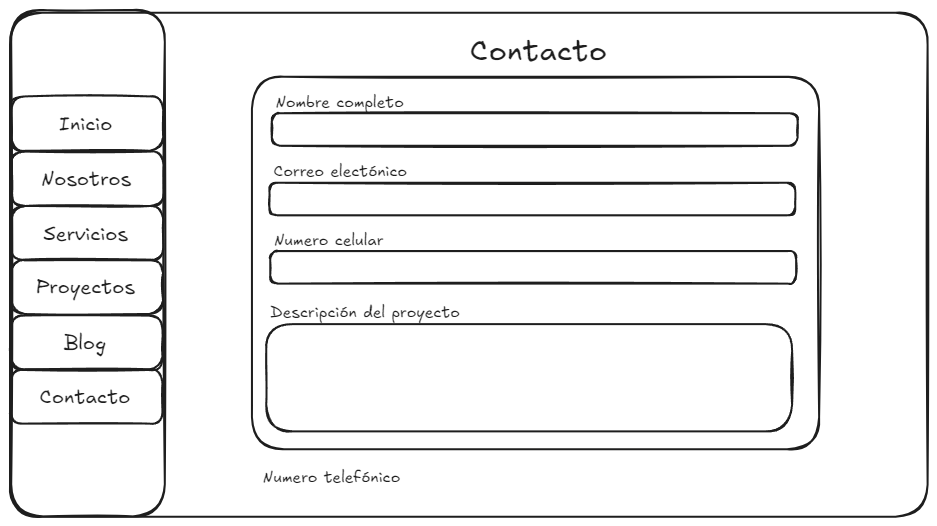 Contacto
Inicio
Nosotros
Servicios
Proyectos
Blog
Contacto
Nombre completo
Correo electónico
Numero celular
Descripción del proyecto
Numero telefónico